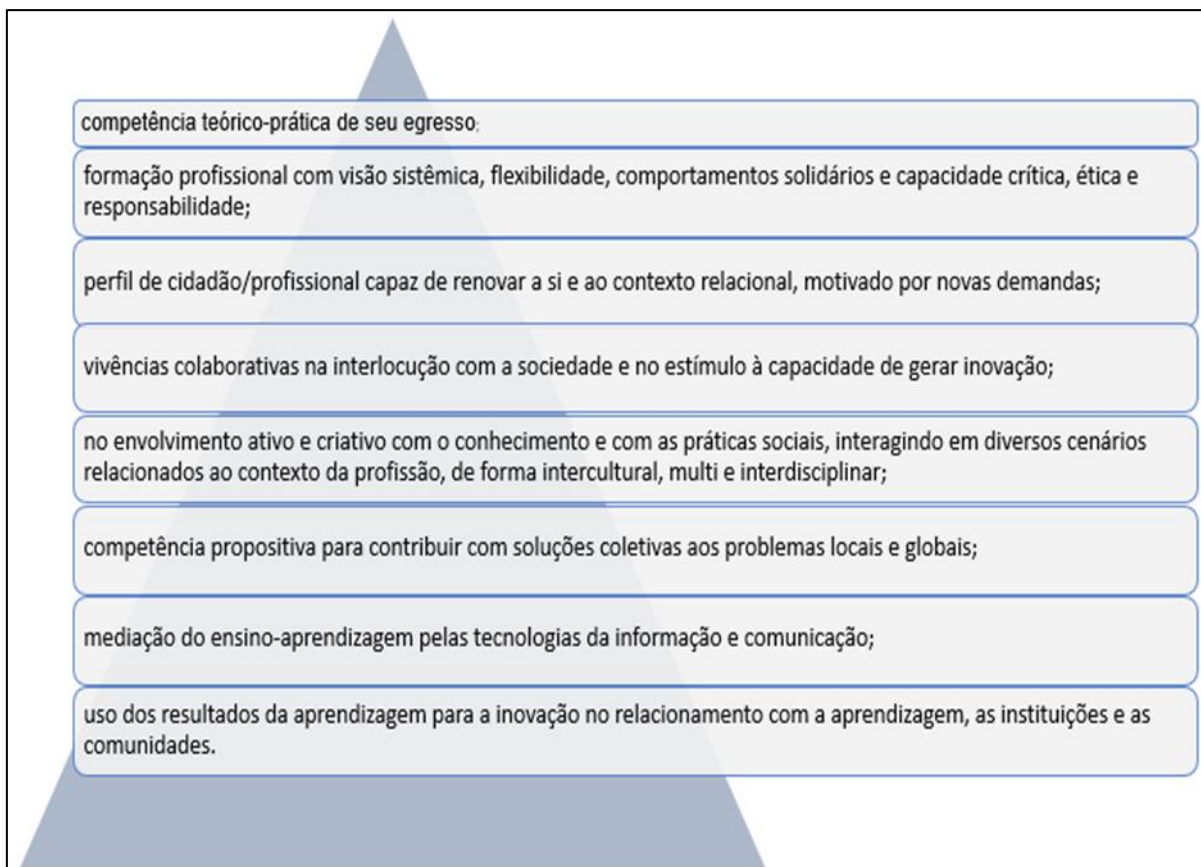 competência teórico-prática de seu egresso;
formação profissional com visão sistêmica, flexibilidade, comportamentos solidários e capacidade crítica, ética e
responsabilidade;
perfil de cidadão/profissional capaz de renovar a si e ao contexto relacional, motivado por novas demandas;
vivências colaborativas na interlocução com a sociedade e no estímulo à capacidade de gerar inovação;
no envolvimento ativo e criativo com o conhecimento e com as práticas sociais, interagindo em diversos cenários
relacionados ao contexto da profissão, de forma intercultural, multi e interdisciplinar;
competência propositiva para contribuir com soluções coletivas aos problemas locais e globais;
mediação do ensino-aprendizagem pelas tecnologias da informação e comunicação;
uso dos resultados da aprendizagem para a inovação no relacionamento com a aprendizagem, as instituições e as
comunidades.